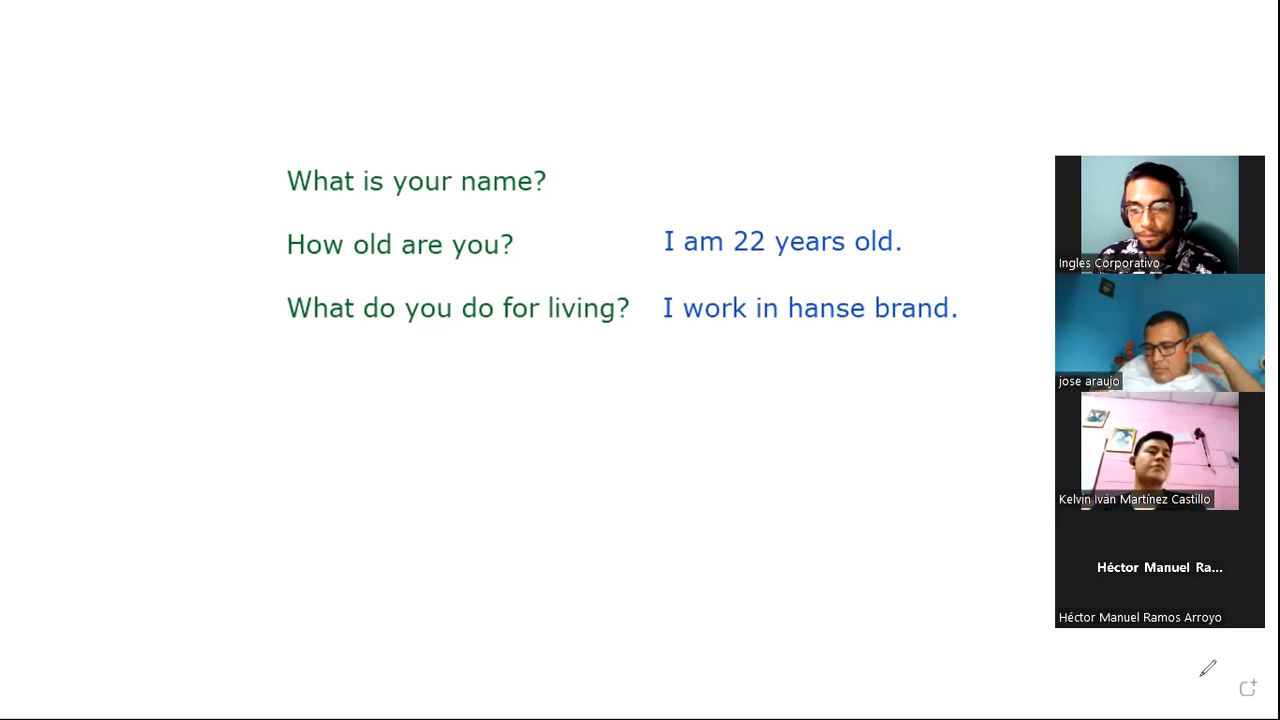 What is your name?
How old are you?
I am 22 years old.
What do you do for living?
I work in hanse brand.
Ingles Corporativo
jose araujo
Kelvin Iván Martínez Castillo
Héctor Manuel Ra...
Héctor Manuel Ramos Arroyo